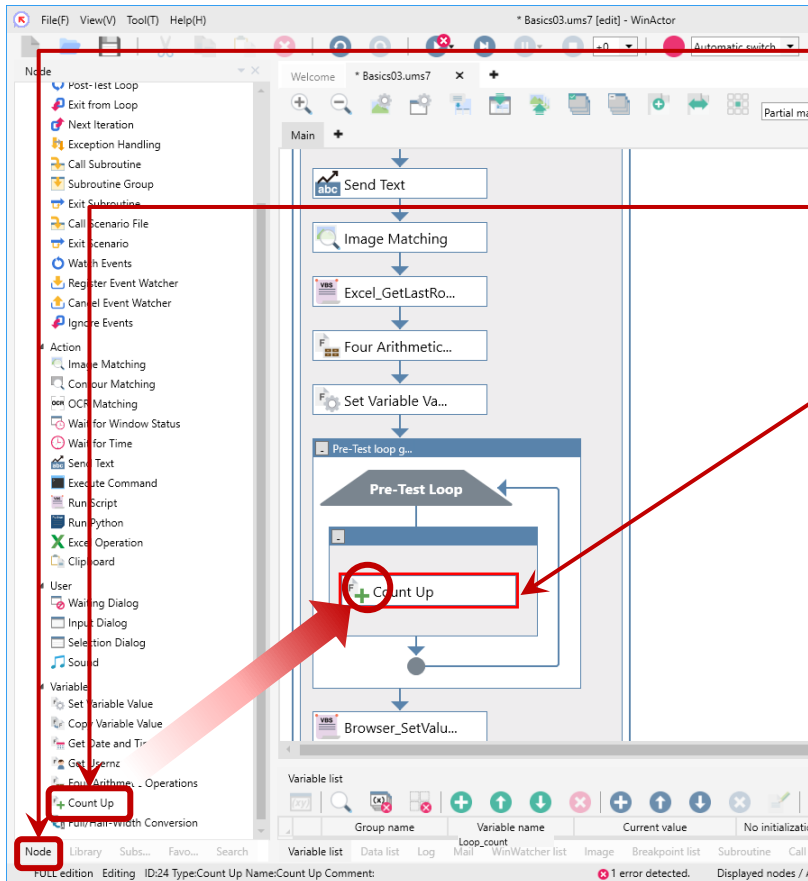 File(F) View(V) Tool(T) Help(H)
* Basics03.ums7 [edit] - WinActor
±0
Automatic switch
Node
Post-Test Loop
Exit from Loop
Next Iteration
Exception Handling
Call Subroutine
Subroutine Group
Exit Subroutine
Call Scenario File
Exit Scenario
Watch Events
Register Event Watcher
Cancel Event Watcher
Ignore Events
Action
Image Matching
Contour Matching
OCR OCR Matching
Wait for Window Status
Wait for Time
abc Send Text
Execute Command
Run Script
Run Python
Excel Operation
Clipboard
User
Waiting Dialog
Input Dialog
Selection Dialog
Sound
Variable
Set Variable Value
Copy Variable Value
Get Date and
Get
Four Arithmetic Operations
Count Up
Full/Half-Width Conversion
Node Library Subs... Favo... Search
Welcome * Basics03.ums7
Partial
Main
abc Send Text
Image Matching
VBS Excel_GetLastRo...
F Four Arithmetic...
F Set Variable Va...
Pre-Test loop g...
Pre-Test Loop
F Count Up
VBS Browser_SetValu...
Variable list
Group name Variable name Current value No
Loop_count
Variable list Data list Log Mail WinWatcher list Image Breakpoint list Subroutine Call
FULL edition Editing ID:24 Type:Count Up Name:Count Up Comment: 1 error detected. Displayed nodes /